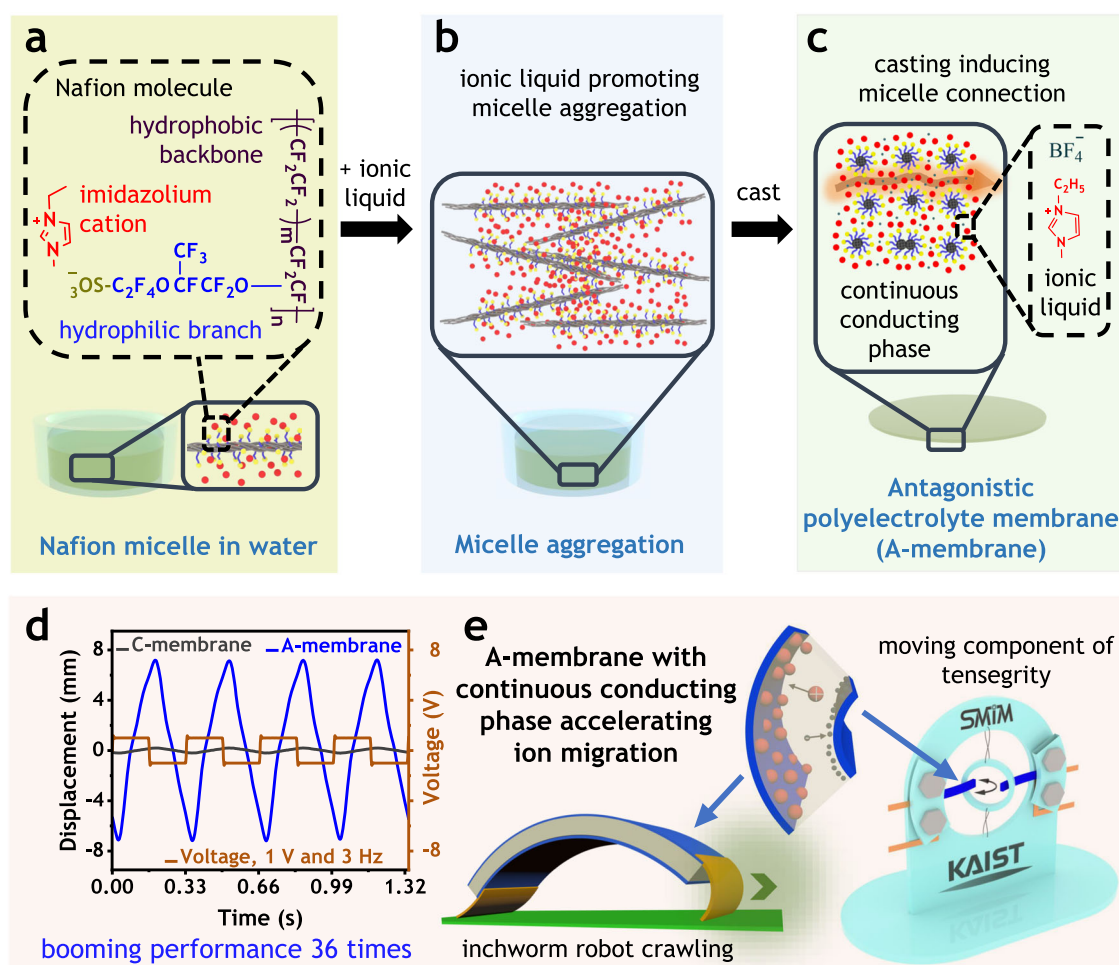 a
Nafion molecule
hydrophobic
backbone
CF2CF2
m
CF2CF
n
imidazolium
cation
+
N
N
CF3
−
3OS-C2F4OCFCF2O
hydrophilic branch
Nafion micelle in water
+ ionic
liquid
b
ionic liquid promoting
micelle aggregation
Micelle aggregation
cast
c
casting inducing
micelle connection
continuous
conducting
phase
BF4−
C2H5
N
+
N
ionic
liquid
Antagonistic
polyelectrolyte membrane
(A-membrane)
d
C-membrane
A-membrane
Displacement (mm)
8
4
0
-4
-8
8
0
-8
Voltage (V)
Voltage, 1 V and 3 Hz
0.00 0.33 0.66 0.99 1.32
Time (s)
booming performance 36 times
e
A-membrane with
continuous conducting
phase accelerating
ion migration
+
inchworm robot crawling
moving component of
tensegrity
SMiM
KAIST